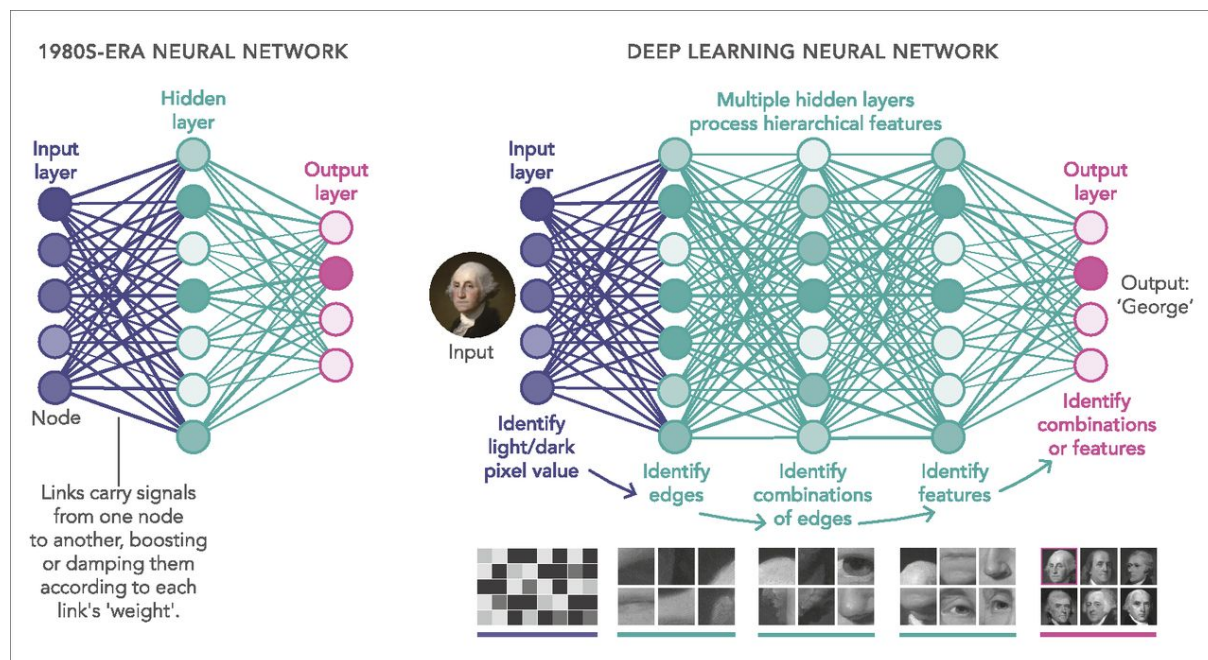 1980S-ERA NEURAL NETWORK
Hidden
layer
Input
layer
Output
layer
Node
Links carry signals
from one node
to another, boosting
or damping them
according to each
link's 'weight'.
DEEP LEARNING NEURAL NETWORK
Multiple hidden layers
process hierarchical features
Input
layer
Output
layer
Input
Output:
'George'
Identify
light/dark
pixel value
Identify
edges
Identify
combinations
of edges
Identify
features
Identify
combinations
or features